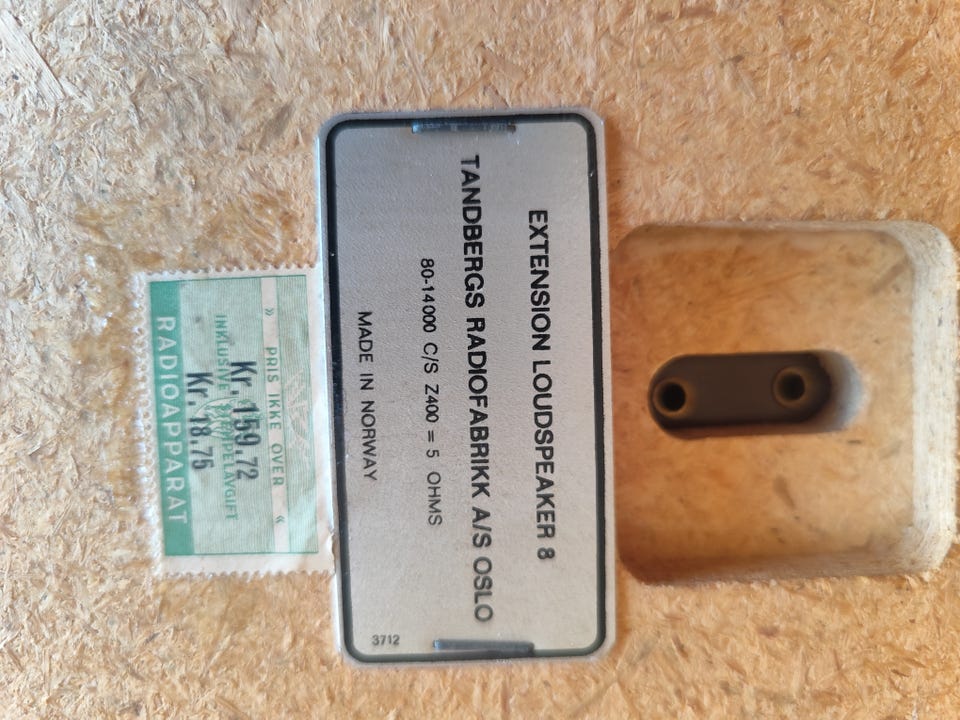 EXTENSION LOUDSPEAKER 8
TANDBERGS RADIOFABRIKK A/S OSLO
80-14000 C/S Z400 = 5 OHMS
MADE IN NORWAY
3712
» PRIS IKKE OVER «
Kr. 159.72
INKLUSIVE STEMPELAVGIFT
Kr. 18.75
RADIOAPPARAT